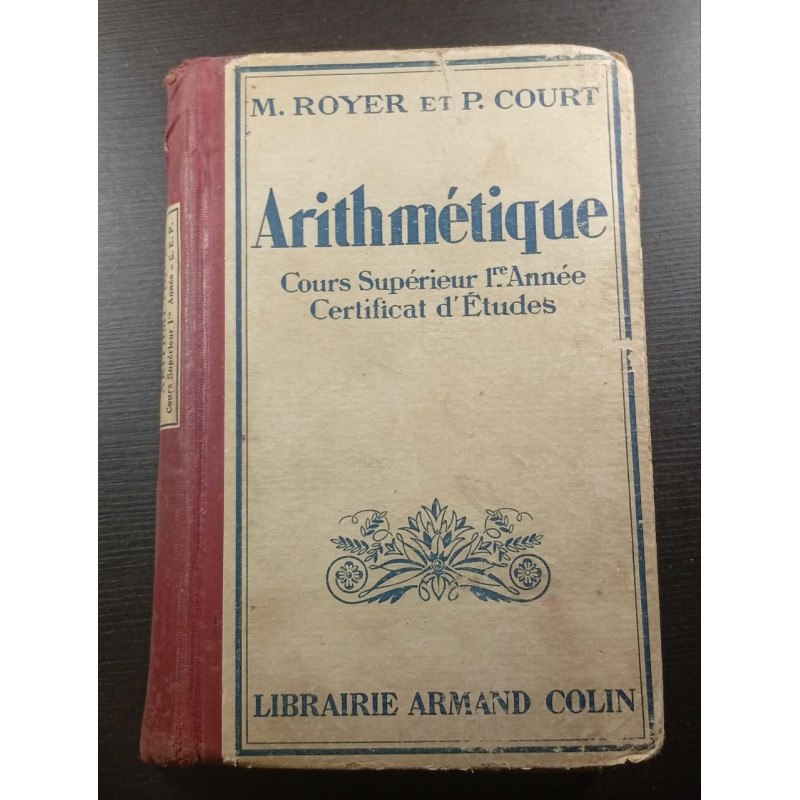 M. ROYER ET P. COURT
Arithmétique
Cours Supérieur 1re Année
Certificat d'Études
LIBRAIRIE ARMAND COLIN
Cours Supérieur 1re Année - C. E. P.